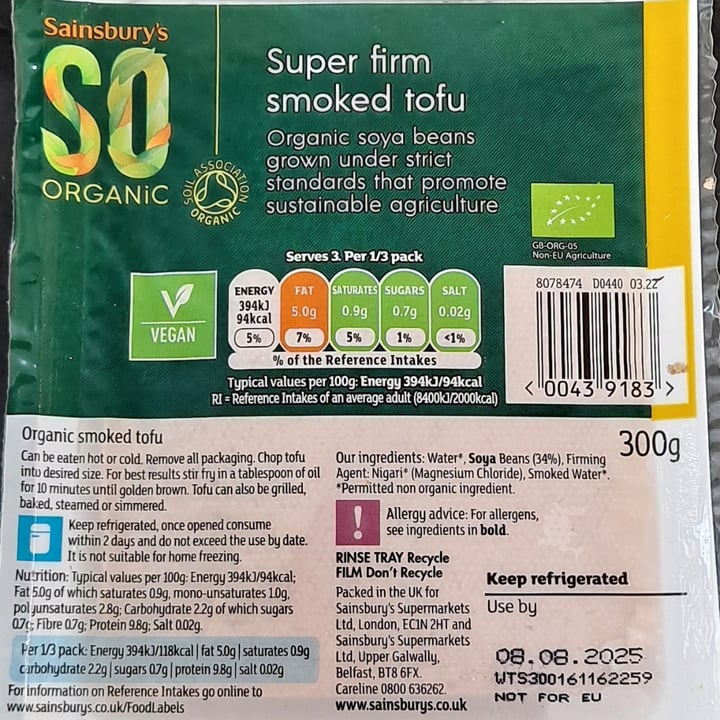 Sainsbury's
SO
ORGANiC
SOIL ASSOCIATION
ORGANIC
Super firm
smoked tofu
Organic soya beans
grown under strict
standards that promote
sustainable agriculture
GB-ORG-05
Non-EU Agriculture
VEGAN
Serves 3. Per 1/3 pack
ENERGY FAT SATURATES SUGARS SALT
394kJ
94kcal 5.0g 0.9g 0.7g 0.02g
5% 7% 5% 1% <1%
% of the Reference Intakes
Typical values per 100g: Energy 394kJ/94kcal
RI = Reference Intakes of an average adult (8400kJ/2000kcal)
8078474 D0440 03.22
< 0043 9183 >
300g
Organic smoked tofu
Can be eaten hot or cold. Remove all packaging. Chop tofu
into desired size. For best results stir fry in a tablespoon of oil
for 10 minutes until golden brown. Tofu can also be grilled,
baked, steamed or simmered.
Keep refrigerated, once opened consume
within 2 days and do not exceed the use by date.
It is not suitable for home freezing.
Nutrition: Typical values per 100g: Energy 394kJ/94kcal;
Fat 5.0g of which saturates 0.9g, mono-unsaturates 1.0g,
polyunsaturates 2.8g; Carbohydrate 2.2g of which sugars
0.7g; Fibre 0.7g; Protein 9.8g; Salt 0.02g.
Per 1/3 pack: Energy 394kJ/118kcal | fat 5.0g | saturates 0.9g
carbohydrate 2.2g | sugars 0.7g | protein 9.8g | salt 0.02g
For information on Reference Intakes go online to
www.sainsburys.co.uk/FoodLabels
Our ingredients: Water*, Soya Beans (34%), Firming
Agent: Nigari* (Magnesium Chloride), Smoked Water*.
*Permitted non organic ingredient.
! Allergy advice: For allergens,
see ingredients in bold.
RINSE TRAY Recycle
FILM Don't Recycle
Packed in the UK for
Sainsbury's Supermarkets
Ltd, London, EC1N 2HT and
Sainsbury's Supermarkets
Ltd, Upper Galwally,
Belfast, BT8 6FX.
Careline 0800 636262.
www.sainsburys.co.uk
Keep refrigerated
Use by
08.08.2025
WTS300161162259
NOT FOR EU